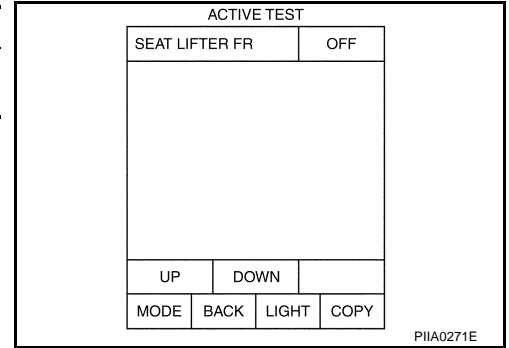 ACTIVE TEST
SEAT LIFTER FR OFF
UP DOWN
MODE BACK LIGHT COPY
PIIA0271E